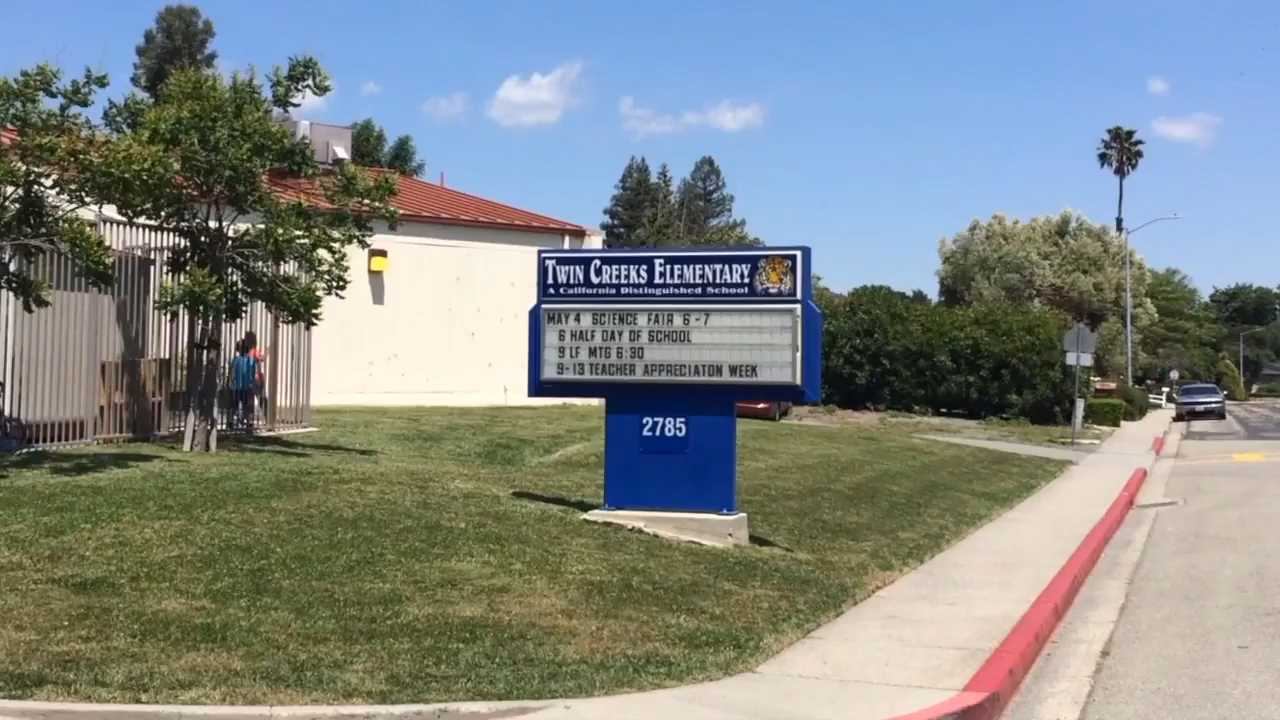 TWIN CREEKS ELEMENTARY
A California Distinguished School
MAY 4 SCIENCE FAIR 6-7
6 HALF DAY OF SCHOOL
9 LF MTG 6:30
9-13 TEACHER APPRECIATON WEEK
2785